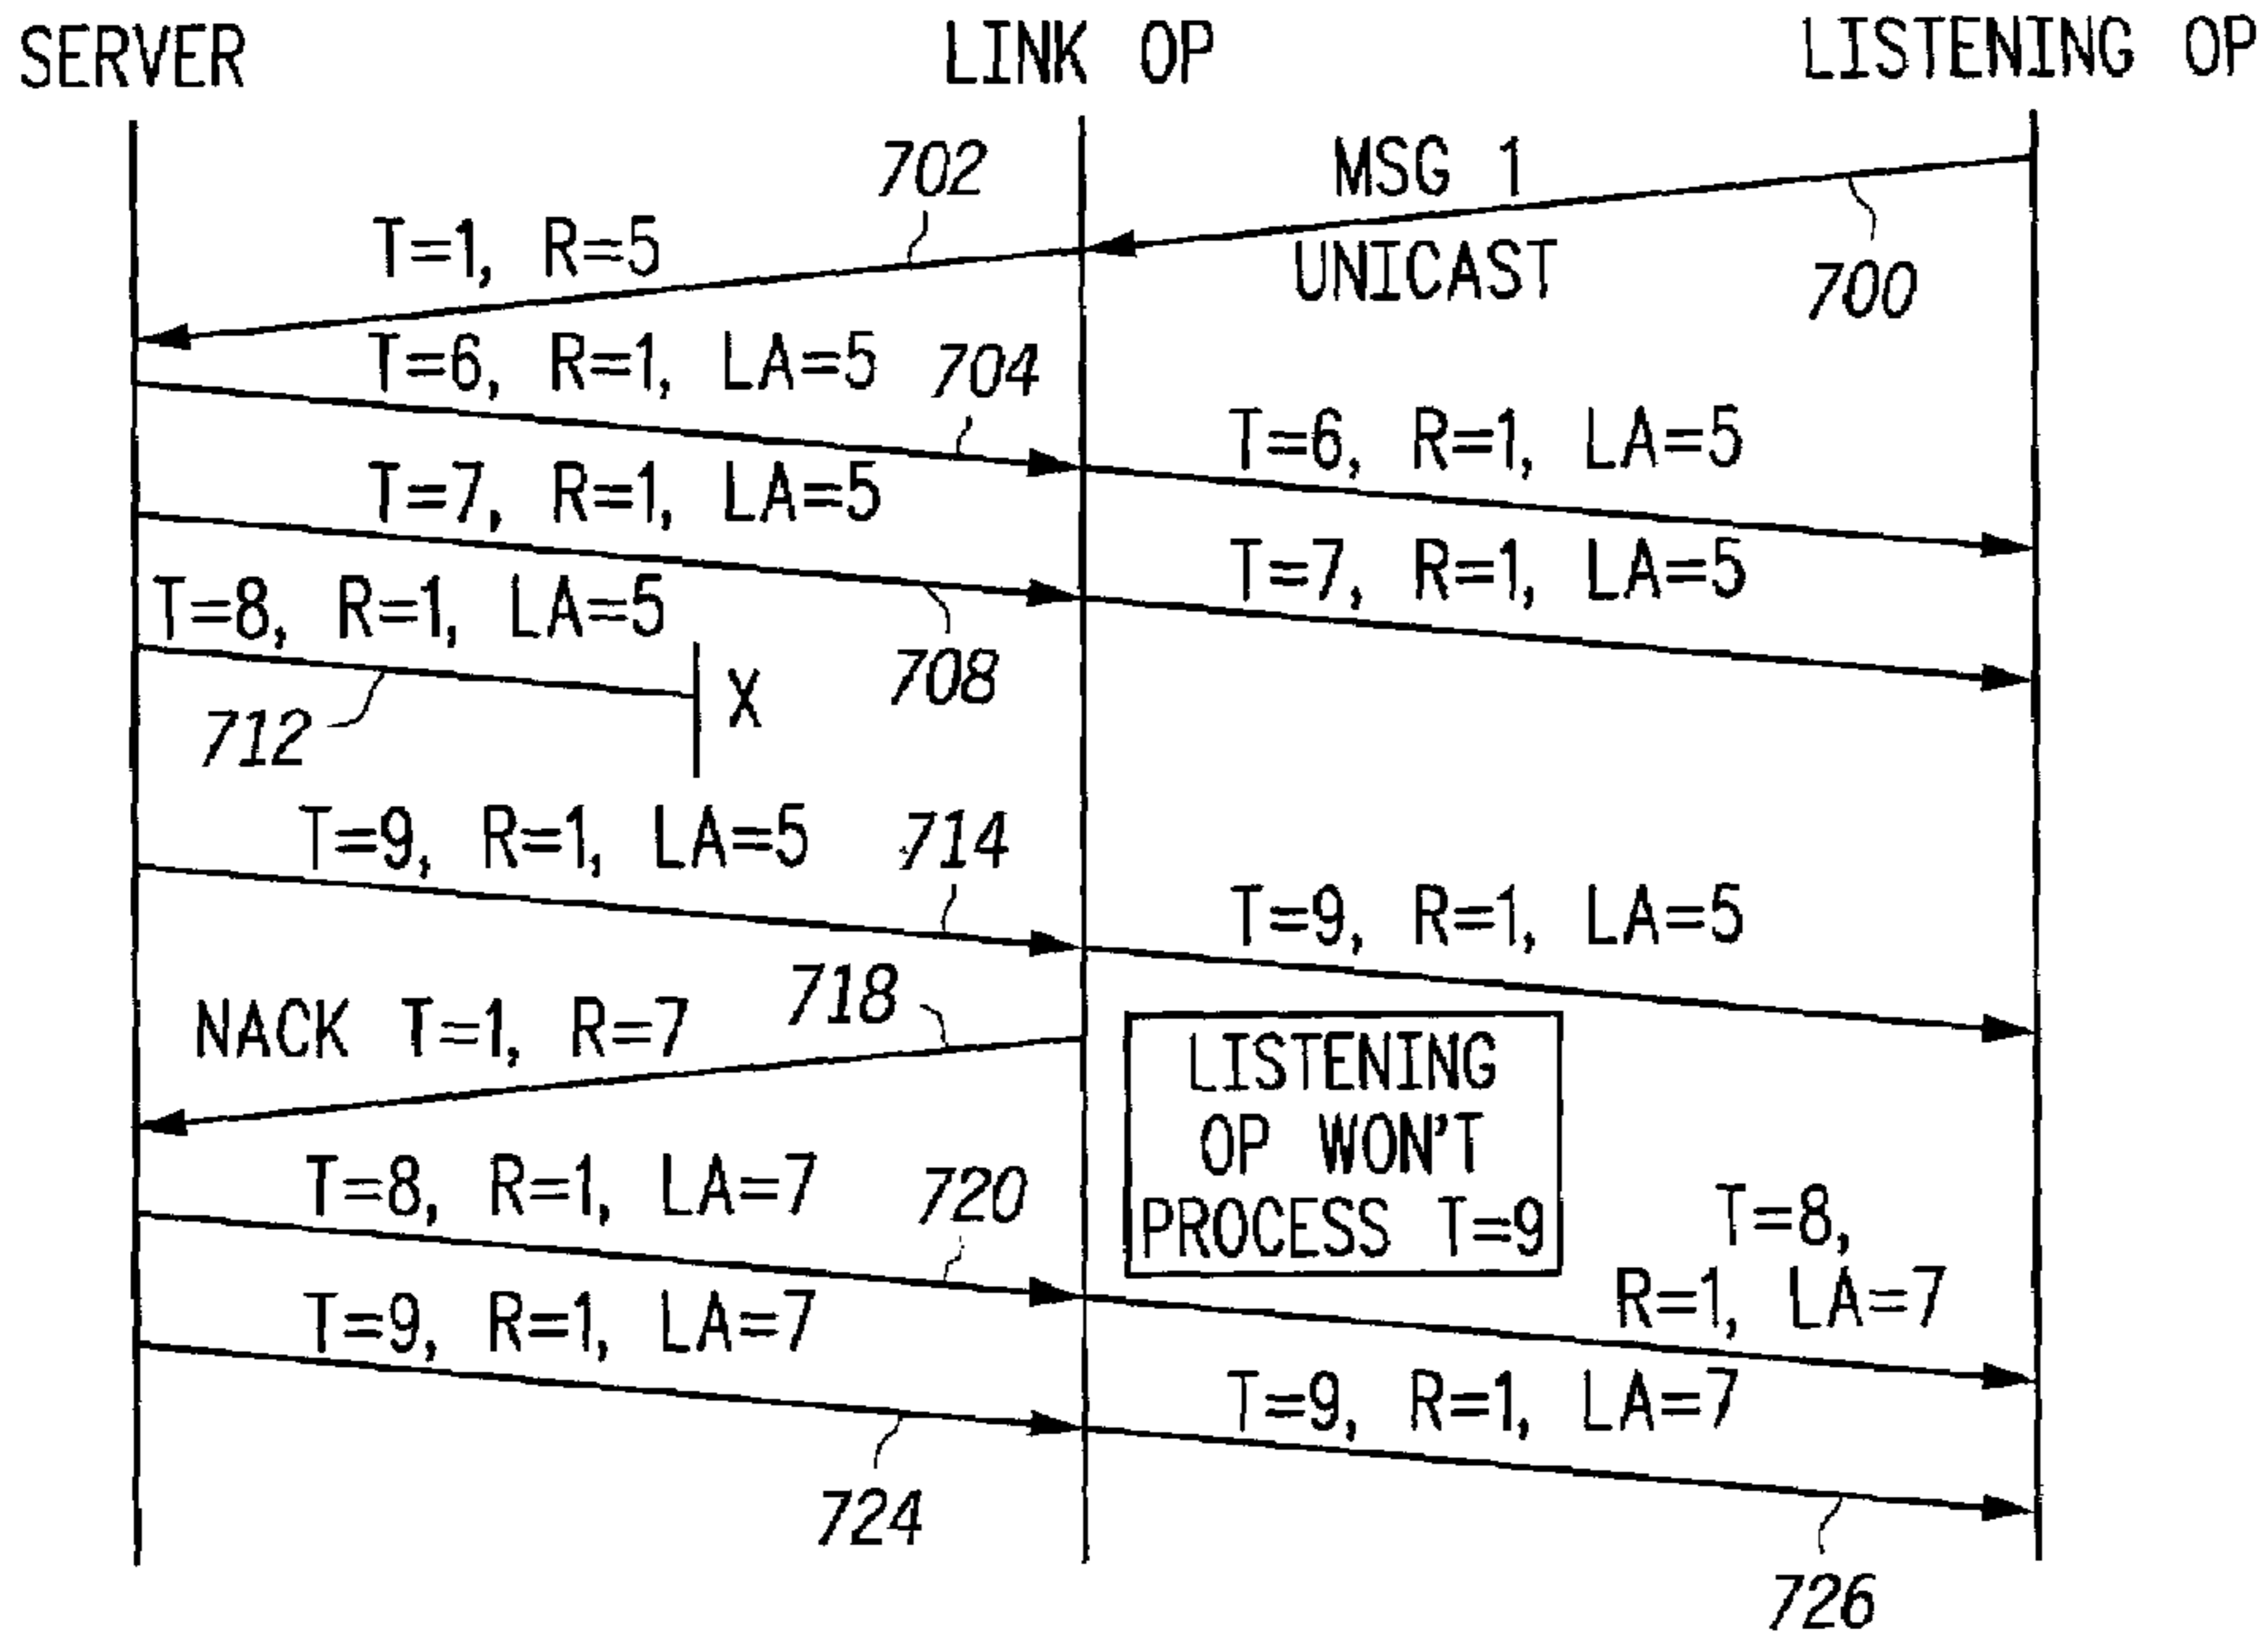 SERVER LINK OP LISTENING OP
702 MSG 1
T=1, R=5 UNICAST 700
T=6, R=1, LA=5 704
T=6, R=1, LA=5
T=7, R=1, LA=5
T=7, R=1, LA=5
T=8, R=1, LA=5
708
712 X
T=9, R=1, LA=5 714
T=9, R=1, LA=5
718
NACK T=1, R=7
LISTENING
OP WON'T
PROCESS T=9
T=8, R=1, LA=7 720
T=8,
R=1, LA=7
T=9, R=1, LA=7
T=9, R=1, LA=7
724
726